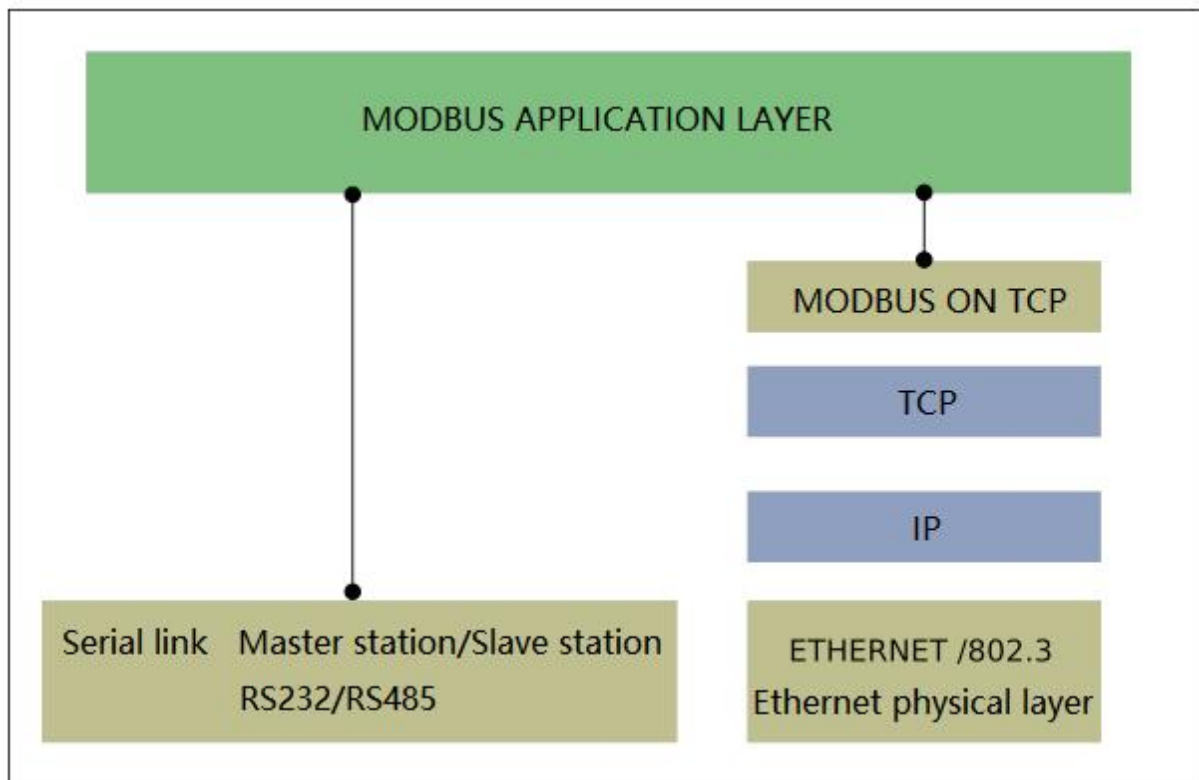 MODBUS APPLICATION LAYER
MODBUS ON TCP
TCP
IP
Serial link Master station/Slave station
RS232/RS485
ETHERNET /802.3
Ethernet physical layer